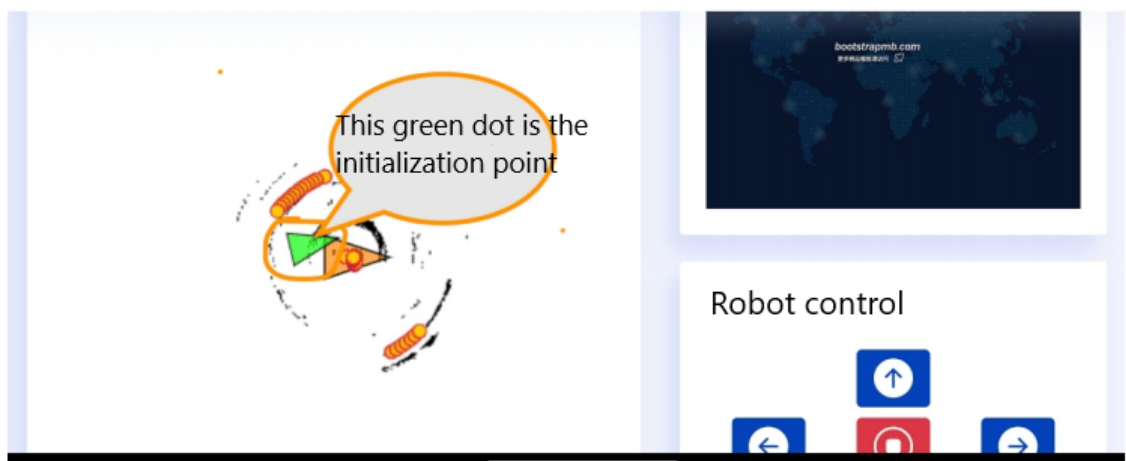 This green dot is the
initialization point
bootstrapmb.com
Robot control